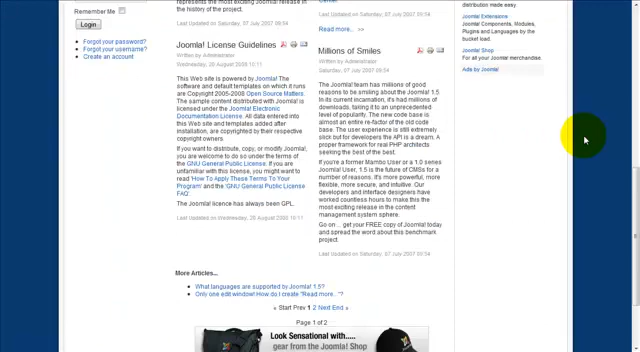 Remember Me
Login
Forgot your password?
Forgot your username?
Create an account
represents the most exciting Joomla! release in
the history of the project.
Last Updated on Saturday, 07 July 2007 09:54
Joomla! License Guidelines
Written by Administrator
Wednesday, 20 August 2008 10:11
This Web site is powered by Joomla! The
software and default templates on which it runs
are Copyright 2005-2008 Open Source Matters.
The sample content distributed with Joomla! is
licensed under the Joomla! Electronic
Documentation License. All data entered into
this Web site and templates added after
installation, are copyrighted by their respective
copyright owners.
If you want to distribute, copy, or modify Joomla!,
you are welcome to do so under the terms of
the GNU General Public License. If you are
unfamiliar with this license, you might want to
read 'How To Apply These Terms To Your
Program' and the 'GNU General Public License
FAQ'.
The Joomla! licence has always been GPL.
Last Updated on Wednesday, 20 August 2008 10:11
Last Updated on Saturday, 07 July 2007 09:54
Read more... >>
Millions of Smiles
Written by Administrator
Saturday, 07 July 2007 09:54
The Joomla! team has millions of good
reasons to be smiling about the Joomla! 1.5.
In its current incarnation, it's had millions of
downloads, taking it to an unprecedented
level of popularity. The new code base is
almost an entire re-factor of the old code
base. The user experience is still extremely
slick but for developers the API is a dream. A
proper framework for real PHP architects
seeking the best of the best.
If you're a former Mambo User or a 1.0 series
Joomla! User, 1.5 is the future of CMSs for a
number of reasons. It's more powerful, more
flexible, more secure, and intuitive. Our
developers and interface designers have
worked countless hours to make this the
most exciting release in the content
management system sphere.
Go on ... get your FREE copy of Joomla! today
and spread the word about this benchmark
project.
Last Updated on Saturday, 07 July 2007 09:54
More Articles...
What languages are supported by Joomla! 1.5?
Only one edit window! How do I create "Read more..."?
« Start Prev 1 2 Next End »
Page 1 of 2
Look Sensational with.....
gear from the Joomla! Shop
distribution made easy.
Joomla! Extensions
Joomla! Components, Modules,
Plugins and Languages by the
bucket load.
Joomla! Shop
For all your Joomla! merchandise.
Ads by Joomla!